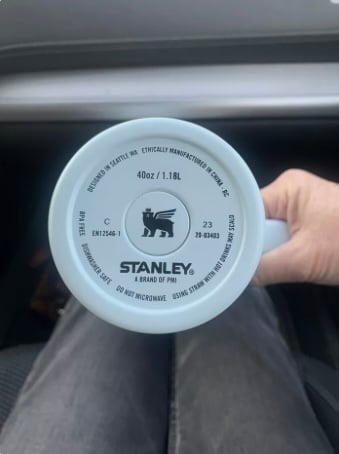 DESIGNED IN SEATTLE WA ETHICALLY MANUFACTURED IN CHINA - RG
40oz / 1.18L
BPA FREE
C
EN12546-1
23
20-03403
STANLEY®
A BRAND OF PMI
DISHWASHER SAFE DO NOT MICROWAVE USING STRAW WITH HOT DRINKS MAY SCALD